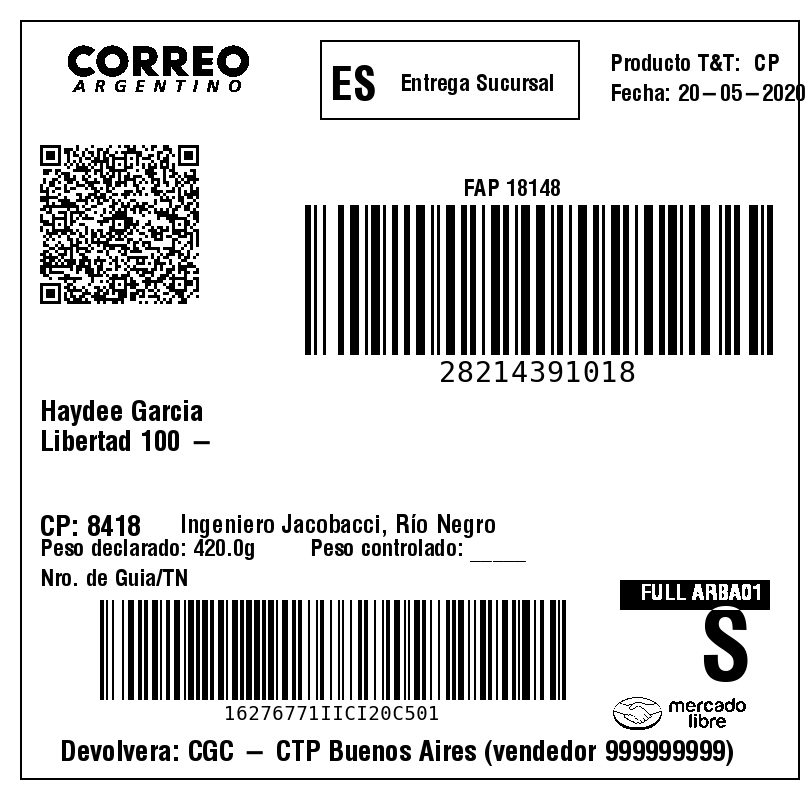 CORREO
ARGENTINO
ES Entrega Sucursal
Producto T&T: CP
Fecha: 20-05-2020
FAP 18148
28214391018
Haydee Garcia
Libertad 100 -
CP: 8418 Ingeniero Jacobacci, Río Negro
Peso declarado: 420.0g Peso controlado: _____
Nro. de Guia/TN
16276771IICI20C501
FULL ARBA01
S
mercado
libre
Devolvera: CGC - CTP Buenos Aires (vendedor 999999999)